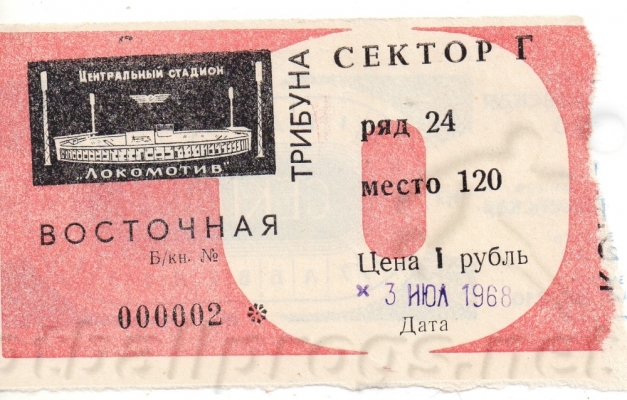 ЦЕНТРАЛЬНЫЙ СТАДИОН
"ЛОКОМОТИВ"
ВОСТОЧНАЯ
ТРИБУНА
Б/кн. №
000002 *
СЕКТОР Г
ряд 24
место 120
Цена 1 рубль
* 3 ИЮЛ 1968
Дата